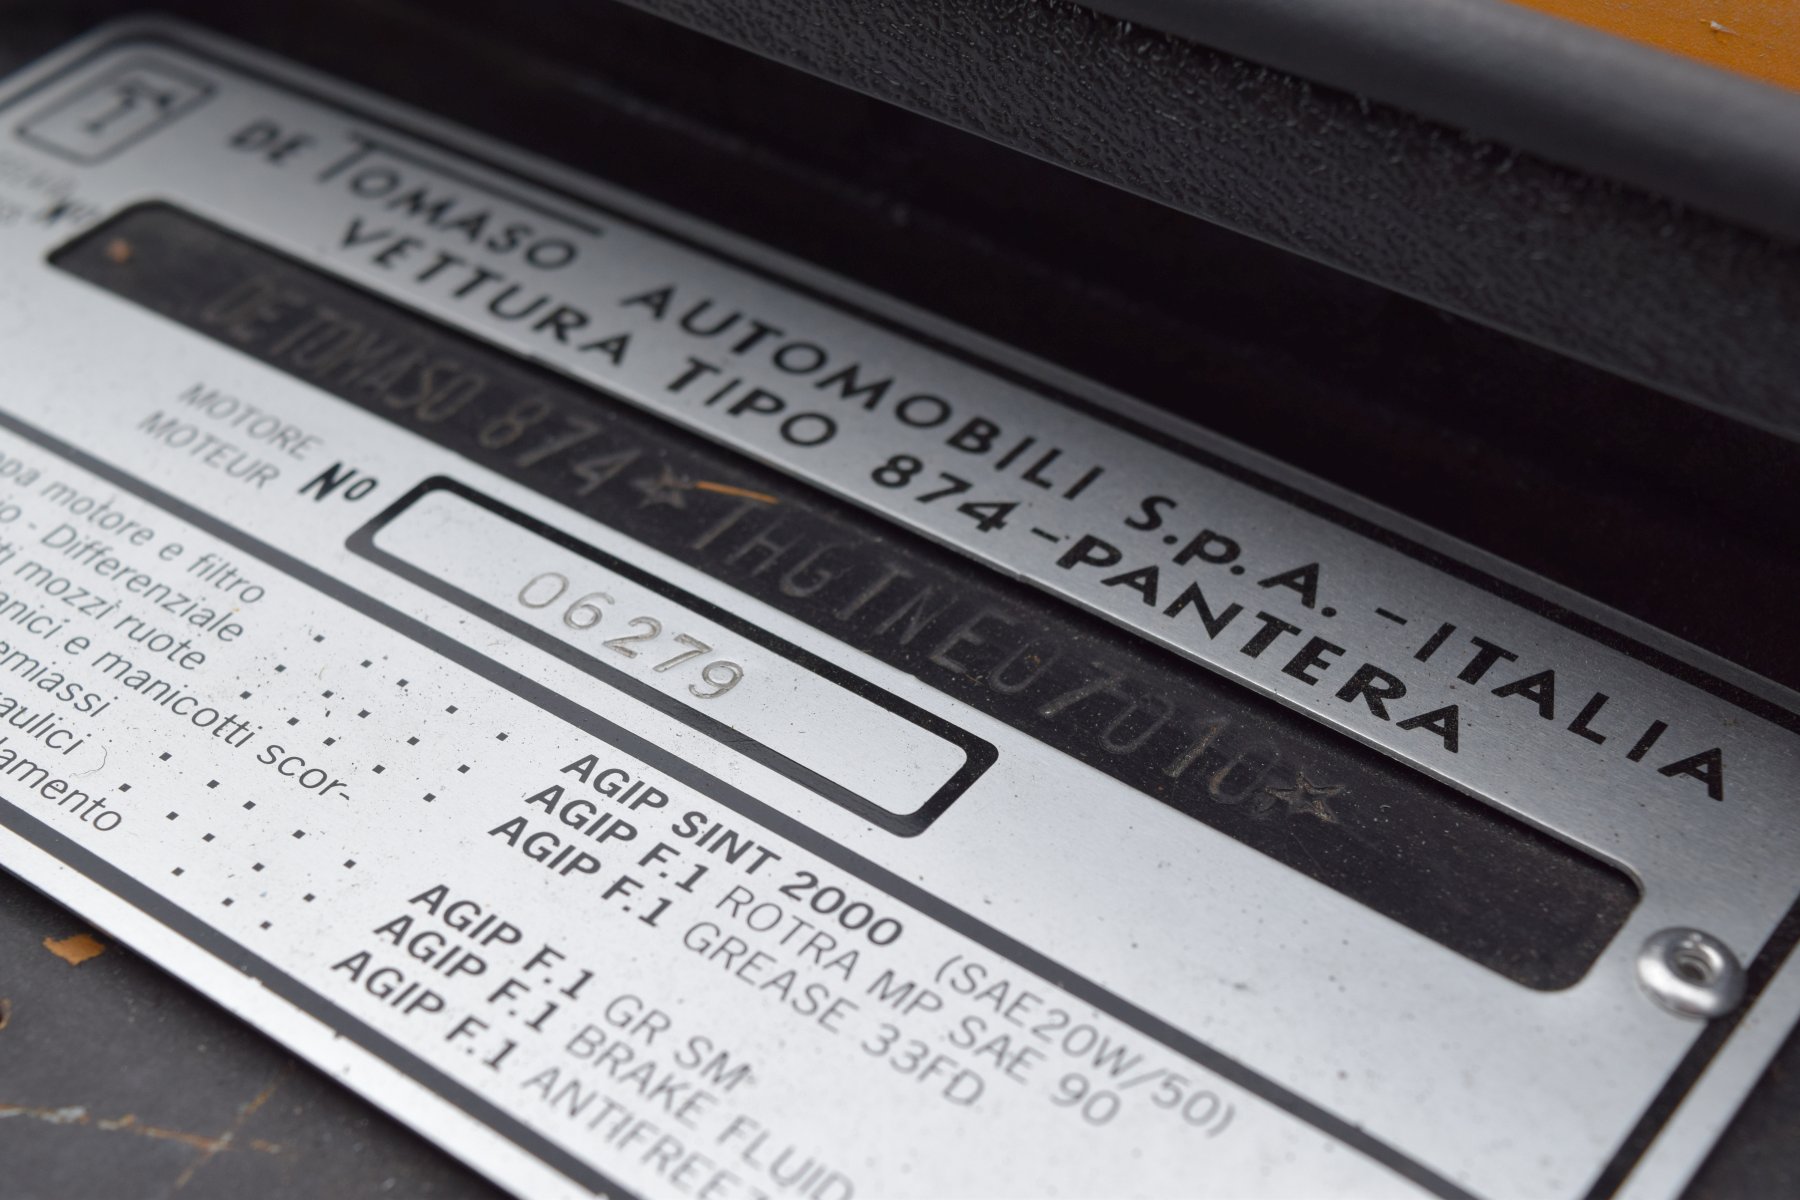 T
DE TOMASO AUTOMOBILI S.P.A. - ITALIA
VETTURA TIPO 874 - PANTERA
DE TOMASO 874 ☆ THGTNE07010 ☆
MOTORE
MOTEUR
Nº
06279
motore e filtro
- Differenziale
mozzi ruote
e manicotti scor-
AGIP SINT 2000 (SAE20W/50)
AGIP F.1 ROTRA MP SAE 90
AGIP F.1 GREASE 33FD
AGIP F.1 GR SM
AGIP F.1 BRAKE FLUID
AGIP F.1